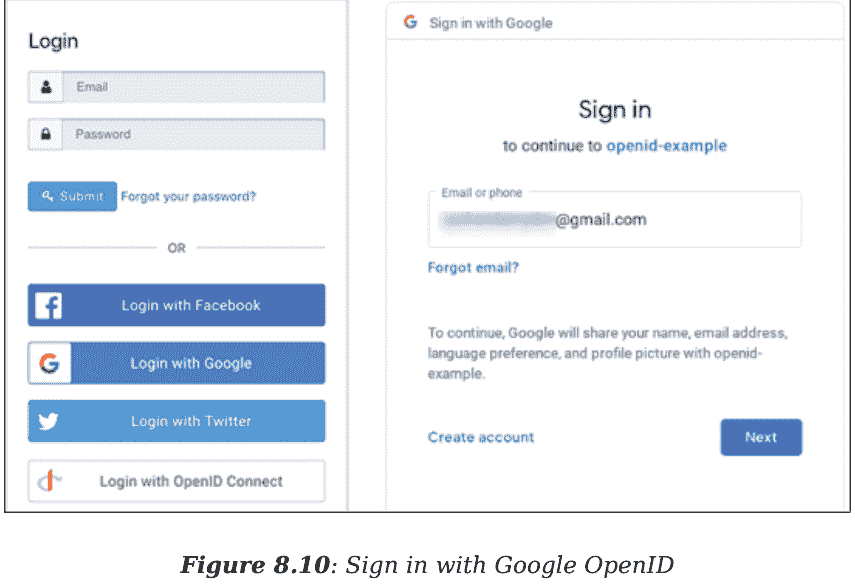 Login
Email
Password
Submit Forgot your password?
OR
Login with Facebook
Login with Google
Login with Twitter
Login with OpenID Connect
Sign in with Google
Sign in
to continue to openid-example
Email or phone
@gmail.com
Forgot email?
To continue, Google will share your name, email address,
language preference, and profile picture with openid-
example.
Create account
Next
Figure 8.10: Sign in with Google OpenID